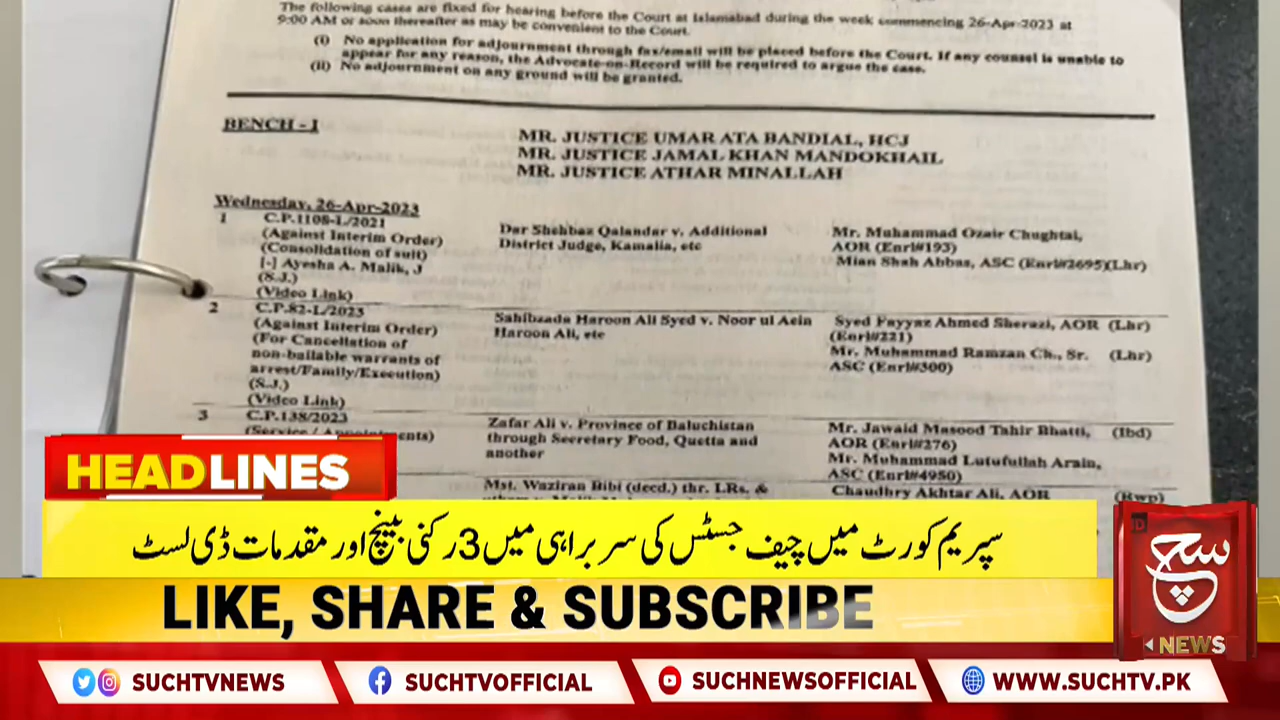 The following cases are fixed for hearing before the Court at Islamabad during the week commencing 26-Apr-2023 at
9:00 AM or soon thereafter as may be convenient to the Court.
(i) No application for adjournment through fax/email will be placed before the Court. If any counsel is unable to
appear for any reason, the Advocate-on-Record will be required to argue the case.
(ii) No adjournment on any ground will be granted.
BENCH - I
MR. JUSTICE UMAR ATA BANDIAL, HCJ
MR. JUSTICE JAMAL KHAN MANDOKHAIL
MR. JUSTICE ATHAR MINALLAH
Wednesday, 26-Apr-2023
1 C.P.1108-L/2021
(Against Interim Order)
(Consolidation of suit)
[-] Ayesha A. Malik, J
(S.J.)
(Video Link)
Dar Shehbaz Qalandar v. Additional
District Judge, Kamalia, etc
Mr. Muhammad Ozair Chughtai,
AOR (Enrl#193)
Mian Shah Abbas, ASC (Enrl#2695)(Lhr)
2 C.P.82-L/2023
(Against Interim Order)
(For Cancellation of
non-bailable warrants of
arrest/Family/Execution)
(S.J.)
(Video Link)
Sahibzada Haroon Ali Syed v. Noor ul Aein
Haroon Ali, etc
Syed Fayyaz Ahmed Sherazi, AOR (Lhr)
(Enrl#221)
Mr. Muhammad Ramzan Ch., Sr. (Lhr)
ASC (Enrl#300)
3 C.P.138/2023
(Service / Appointments)
Zafar Ali v. Province of Baluchistan
through Secretary Food, Quetta and
another
Mr. Jawaid Masood Tahir Bhatti, (Ibd)
AOR (Enrl#276)
Mr. Muhammad Lutufullah Arain,
ASC (Enrl#4950)
Mst. Waziran Bibi (decd.) thr. LRs, &
Chaudhry Akhtar Ali, AOR (Rwp)
HEADLINES
سپریم کورٹ میں چیف جسٹس کی سربراہی میں 3 رکنی بینچ اور مقدمات ڈی لسٹ
LIKE, SHARE & SUBSCRIBE
HD
سچ
NEWS
SUCHTVNEWS
SUCHTVOFFICIAL
SUCHNEWSOFFICIAL
WWW.SUCHTV.PK